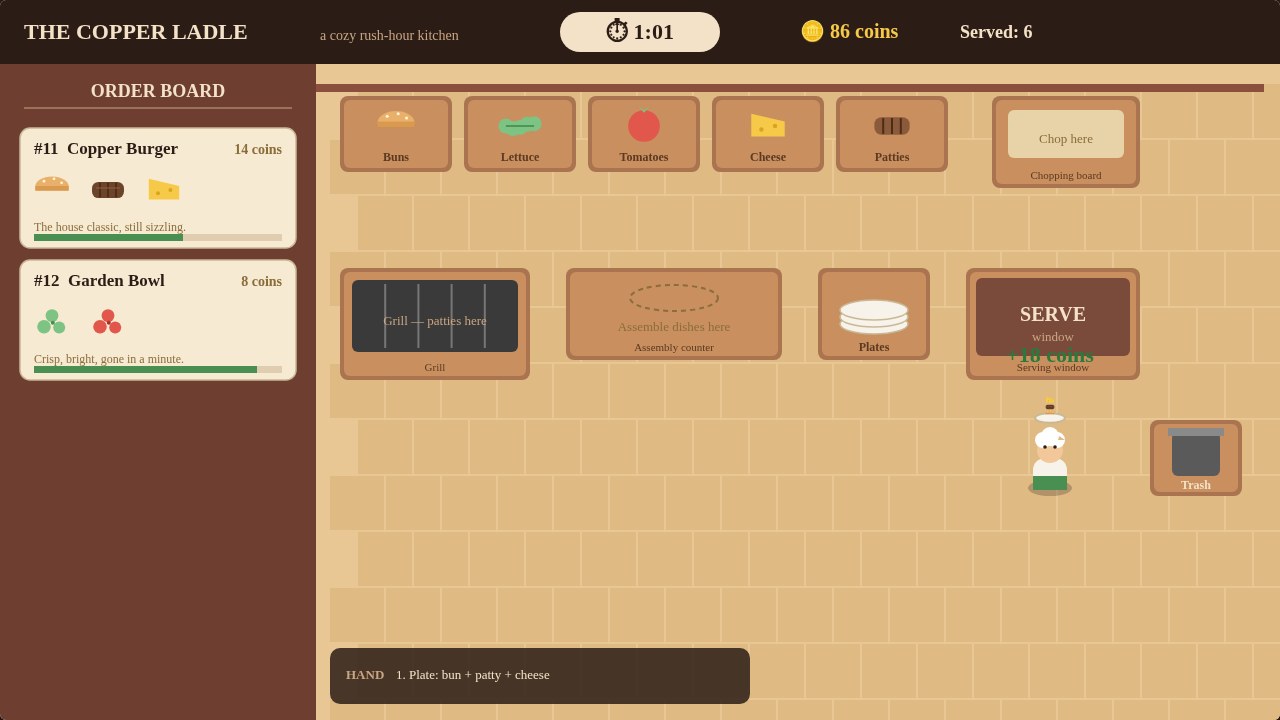 THE COPPER LADLE
a cozy rush-hour kitchen
1:01
86 coins
Served: 6
ORDER BOARD
#11 Copper Burger
14 coins
The house classic, still sizzling.
#12 Garden Bowl
8 coins
Crisp, bright, gone in a minute.
Buns
Lettuce
Tomatoes
Cheese
Patties
Chop here
Chopping board
Grill — patties here
Grill
Assemble dishes here
Assembly counter
Plates
SERVE
window
+18 coins
Serving window
Trash
HAND 1. Plate: bun + patty + cheese